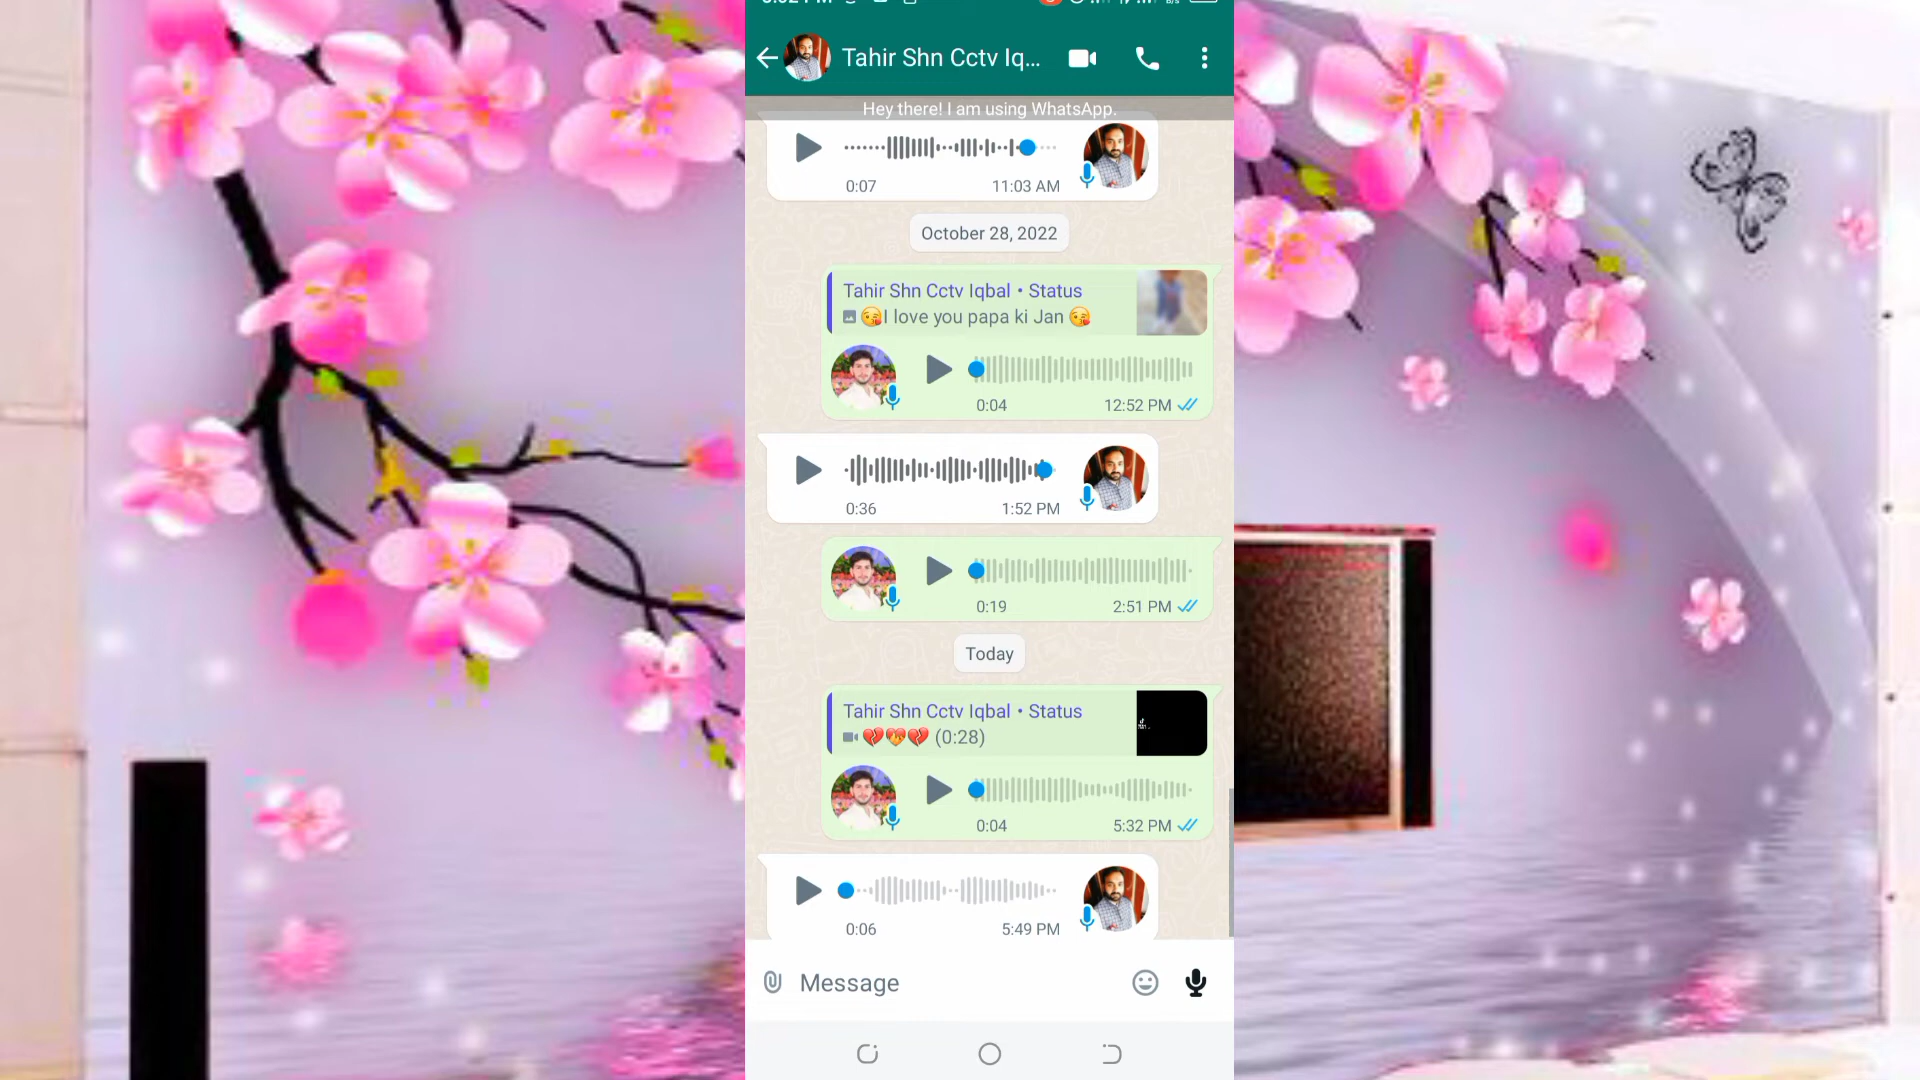 Tahir Shn Cctv Iq...
Hey there! I am using WhatsApp.
0:07 11:03 AM
October 28, 2022
Tahir Shn Cctv Iqbal • Status
😘I love you papa ki Jan 😘
0:04 12:52 PM
0:36 1:52 PM
0:19 2:51 PM
Today
Tahir Shn Cctv Iqbal • Status
💔😻💔 (0:28)
0:04 5:32 PM
0:06 5:49 PM
Message